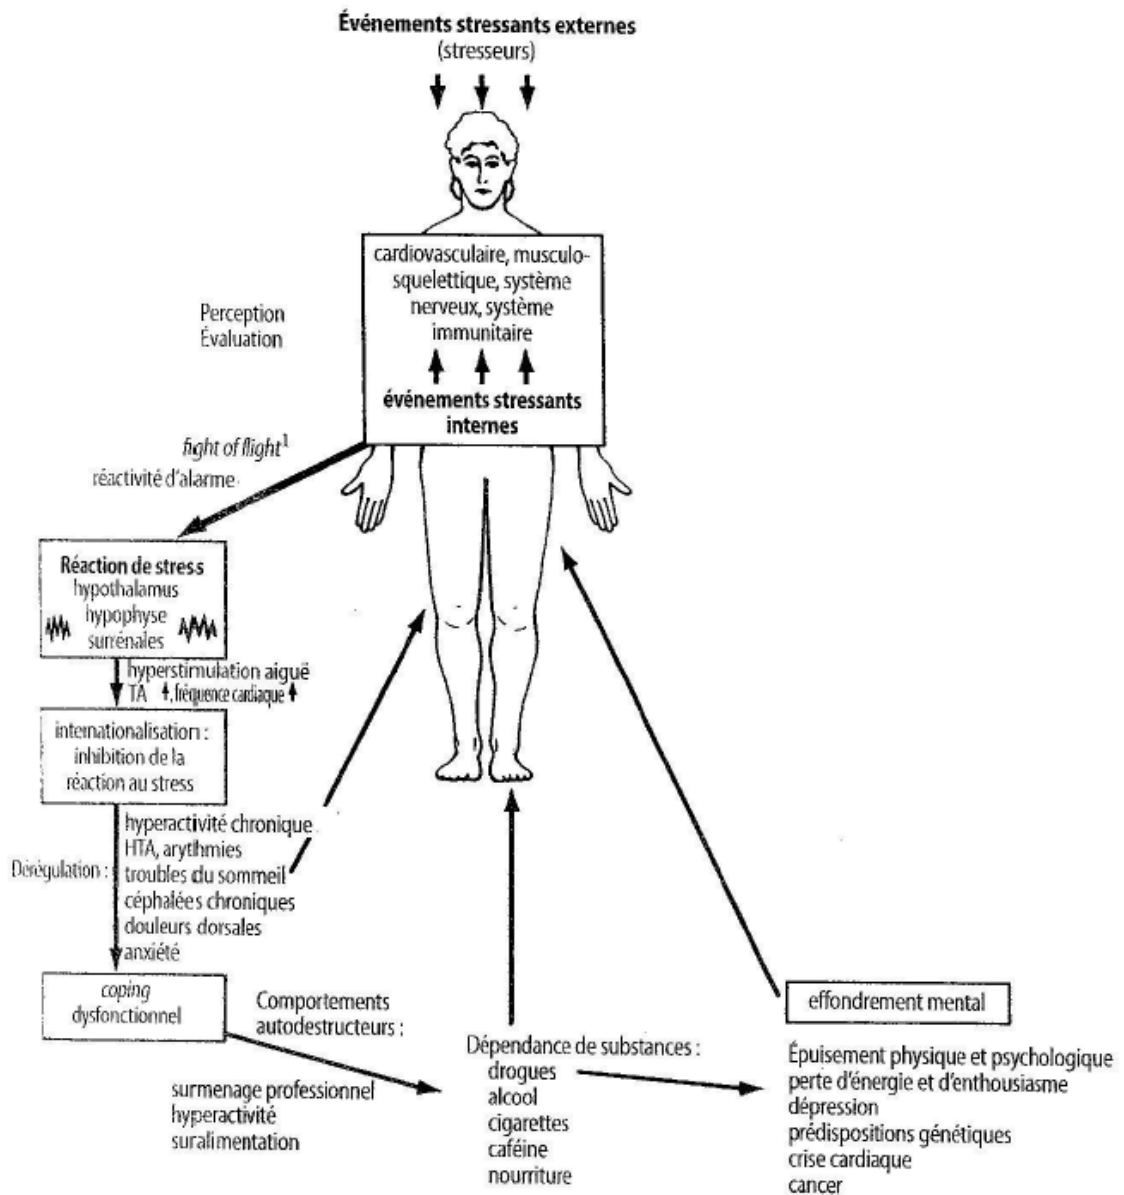 Événements stressants externes
(stresseurs)
cardiovasculaire, musculo-
squelettique, système
nerveux, système
immunitaire
Perception
Évaluation
événements stressants
internes
fight of flight1
réactivité d'alarme
Réaction de stress
hypothalamus
hypophyse
surrénales
hyperstimulation aiguë
TA , fréquence cardiaque
internationalisation :
inhibition de la
réaction au stress
Dérégulation :
hyperactivité chronique
HTA, arythmies
troubles du sommeil
céphalées chroniques
douleurs dorsales
anxiété
coping
dysfonctionnel
Comportements
autodestructeurs :
surmenage professionnel
hyperactivité
suralimentation
Dépendance de substances :
drogues
alcool
cigarettes
caféine
nourriture
effondrement mental
Épuisement physique et psychologique
perte d'énergie et d'enthousiasme
dépression
prédispositions génétiques
crise cardiaque
cancer